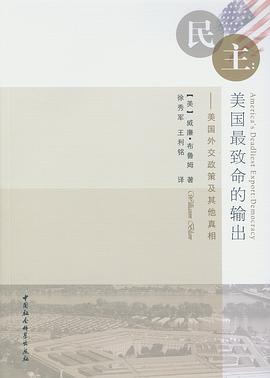 民主:
美国最致命的输出
America's Deadliest Export: Democracy
——美国外交政策及其他真相
【美】威廉·布鲁姆 著
William Blum
徐秀军 王利铭 译
中国社会科学出版社